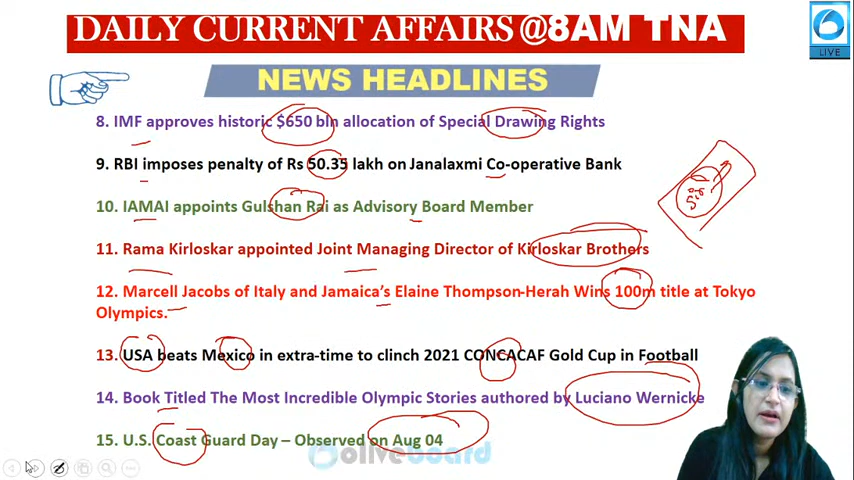 DAILY CURRENT AFFAIRS @8AM TNA
LIVE
NEWS HEADLINES
8. IMF approves historic $650 bln allocation of Special Drawing Rights
9. RBI imposes penalty of Rs 50.35 lakh on Janalaxmi Co-operative Bank
10. IAMAI appoints Gulshan Rai as Advisory Board Member
11. Rama Kirloskar appointed Joint Managing Director of Kirloskar Brothers
12. Marcell Jacobs of Italy and Jamaica's Elaine Thompson-Herah Wins 100m title at Tokyo
Olympics.
13. USA beats Mexico in extra-time to clinch 2021 CONCACAF Gold Cup in Football
14. Book Titled The Most Incredible Olympic Stories authored by Luciano Wernicke
15. U.S. Coast Guard Day – Observed on Aug 04
oliveboard